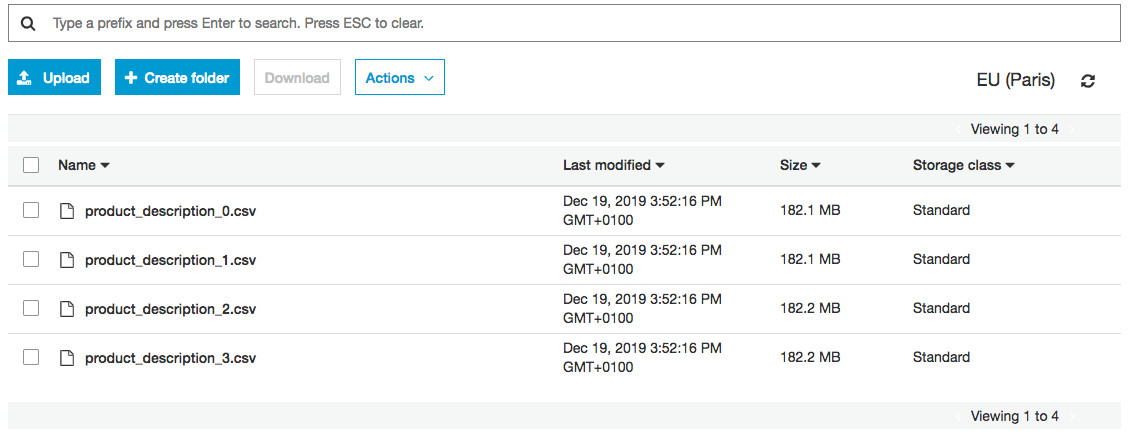 Type a prefix and press Enter to search. Press ESC to clear.
Upload
Create folder
Download
Actions
EU (Paris)
Viewing 1 to 4
Name
Last modified
Size
Storage class
product_description_0.csv
Dec 19, 2019 3:52:16 PM
GMT+0100
182.1 MB
Standard
product_description_1.csv
Dec 19, 2019 3:52:16 PM
GMT+0100
182.1 MB
Standard
product_description_2.csv
Dec 19, 2019 3:52:16 PM
GMT+0100
182.2 MB
Standard
product_description_3.csv
Dec 19, 2019 3:52:16 PM
GMT+0100
182.2 MB
Standard
Viewing 1 to 4